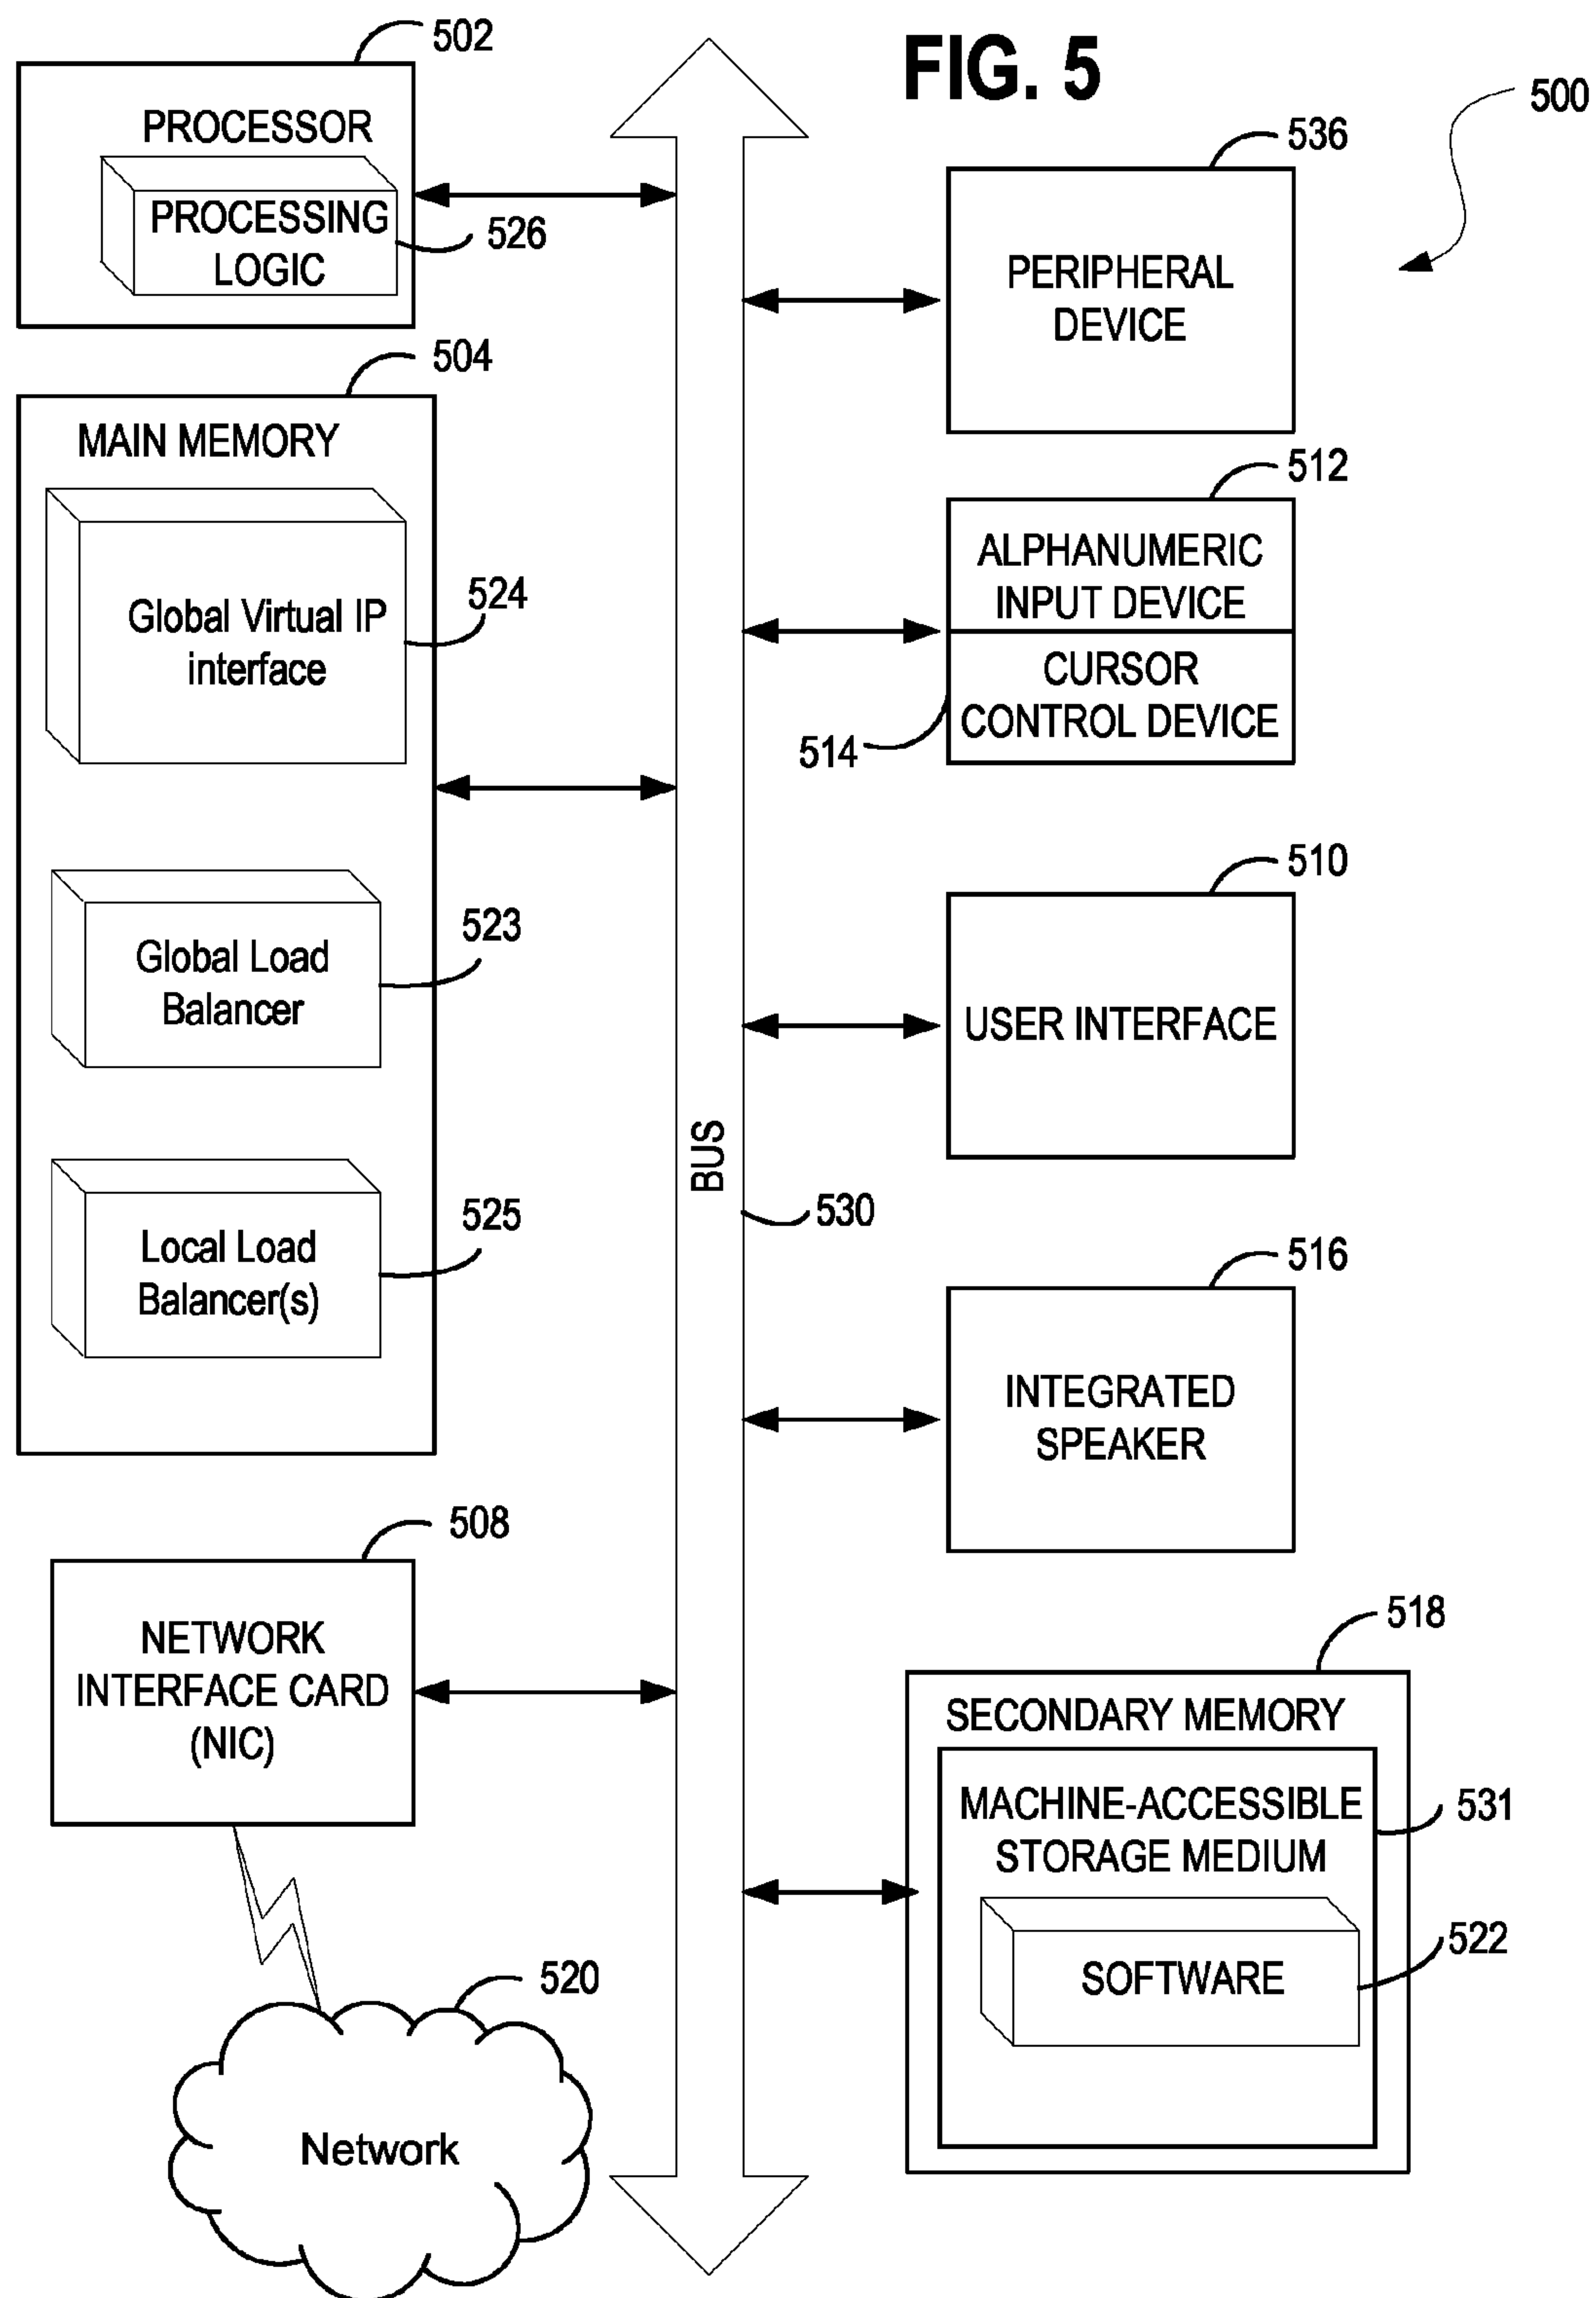 FIG. 5
500
502
PROCESSOR
PROCESSING
LOGIC
526
504
MAIN MEMORY
Global Virtual IP
interface
524
Global Load
Balancer
523
Local Load
Balancer(s)
525
508
NETWORK
INTERFACE CARD
(NIC)
520
Network
BUS
530
536
PERIPHERAL
DEVICE
512
ALPHANUMERIC
INPUT DEVICE
CURSOR
CONTROL DEVICE
514
510
USER INTERFACE
516
INTEGRATED
SPEAKER
518
SECONDARY MEMORY
MACHINE-ACCESSIBLE
STORAGE MEDIUM
531
SOFTWARE
522